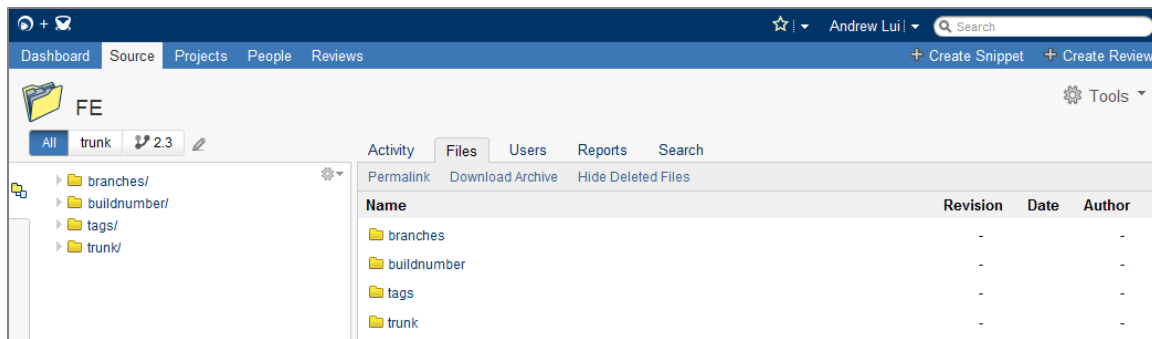 +
Andrew Lui
Search
Dashboard Source Projects People Reviews
+ Create Snippet + Create Review
FE
Tools
All trunk 2.3
Activity Files Users Reports Search
Permalink Download Archive Hide Deleted Files
branches/
buildnumber/
tags/
trunk/
Name Revision Date Author
branches - -
buildnumber - -
tags - -
trunk - -